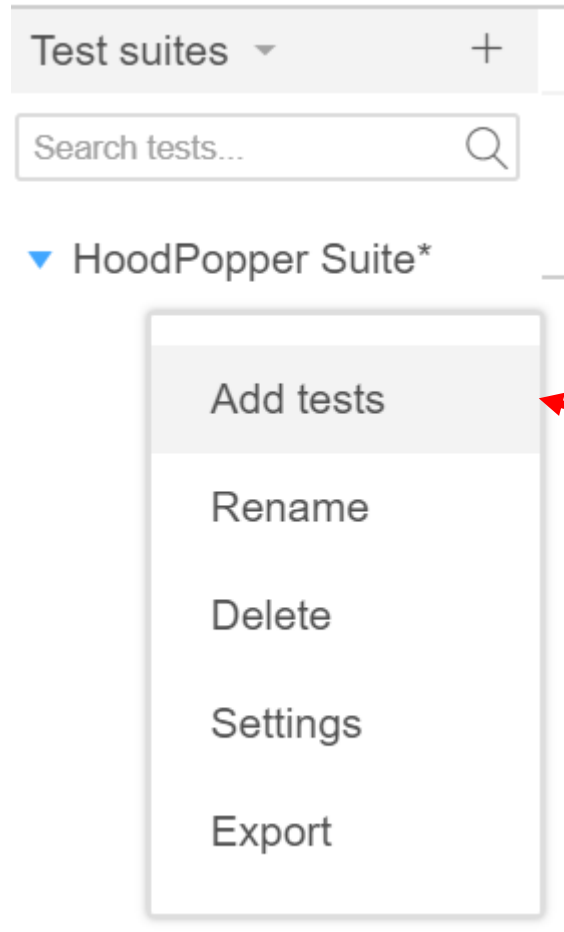 Test suites
Search tests...
HoodPopper Suite*
Add tests
Rename
Delete
Settings
Export